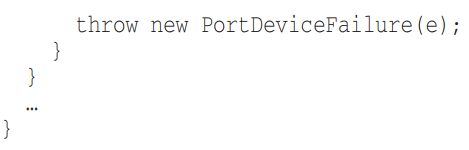 throw new PortDeviceFailure(e);
    }
  }
  …
}